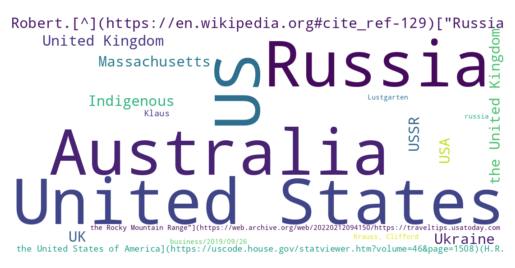 Robert.[^](https://en.wikipedia.org#cite_ref-129)["Russia
United Kingdom
Massachusetts
US
Russia
the United Kingdom
Indigenous
Klaus
Lustgarten
russia
USSR
USA
Australia
United States
the Rocky Mountain Range"](https://web.archive.org/web/20220212094150/https://traveltips.usatoday.com
UK
business/2019/09/26
Krauss, Clifford
Ukraine
the United States of America](https://uscode.house.gov/statviewer.htm?volume=46&page=1508)(H.R.